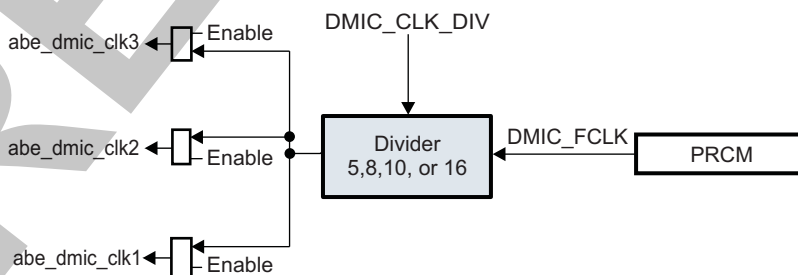 DMIC_CLK_DIV
abe_dmic_clk3
Enable
abe_dmic_clk2
Enable
Divider
5,8,10, or 16
DMIC_FCLK
PRCM
abe_dmic_clk1
Enable